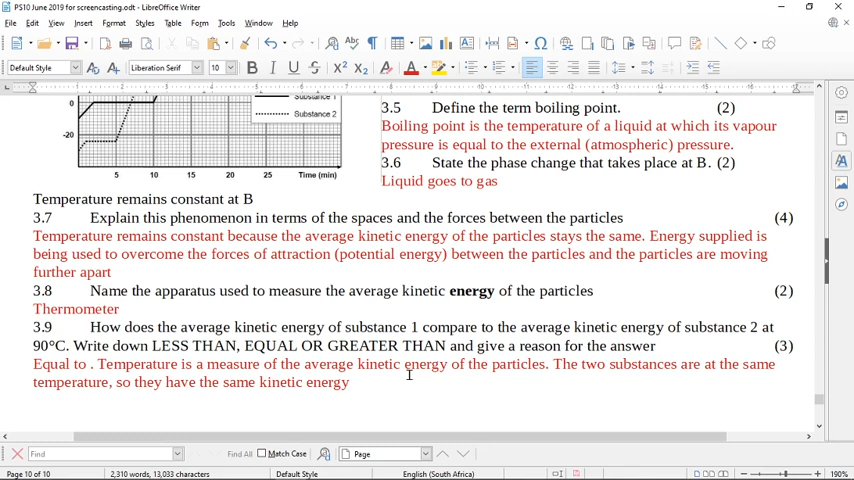 PS10 June 2019 for screencasting.odt - LibreOffice Writer
File Edit View Insert Format Styles Table Form Tools Window Help
Default Style Liberation Serif 10
0
-20
5 10 15 20 25 Time (min)
Substance 1
Substance 2
3.5 Define the term boiling point. (2)
Boiling point is the temperature of a liquid at which its vapour
pressure is equal to the external (atmospheric) pressure.
3.6 State the phase change that takes place at B. (2)
Liquid goes to gas
Temperature remains constant at B
3.7 Explain this phenomenon in terms of the spaces and the forces between the particles (4)
Temperature remains constant because the average kinetic energy of the particles stays the same. Energy supplied is
being used to overcome the forces of attraction (potential energy) between the particles and the particles are moving
further apart
3.8 Name the apparatus used to measure the average kinetic energy of the particles (2)
Thermometer
3.9 How does the average kinetic energy of substance 1 compare to the average kinetic energy of substance 2 at
90°C. Write down LESS THAN, EQUAL OR GREATER THAN and give a reason for the answer (3)
Equal to . Temperature is a measure of the average kinetic energy of the particles. The two substances are at the same
temperature, so they have the same kinetic energy
Find Find All Match Case Page
Page 10 of 10 2,310 words, 13,033 characters Default Style English (South Africa) 190%